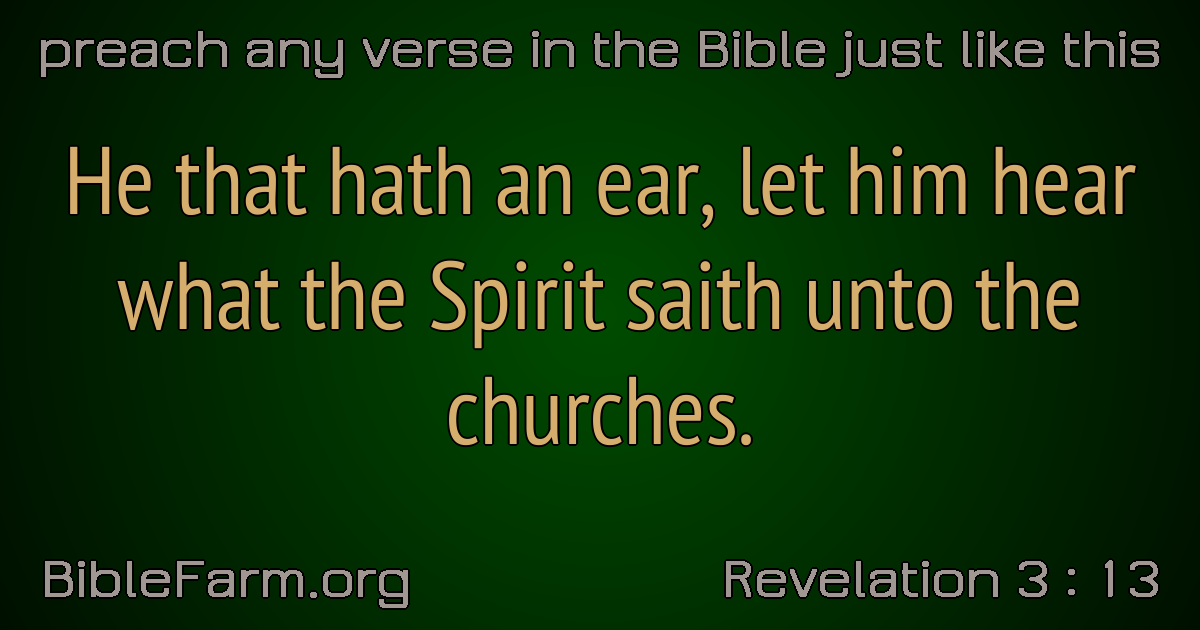 preach any verse in the Bible just like this
He that hath an ear, let him hear
what the Spirit saith unto the
churches.
BibleFarm.org
Revelation 3 : 13